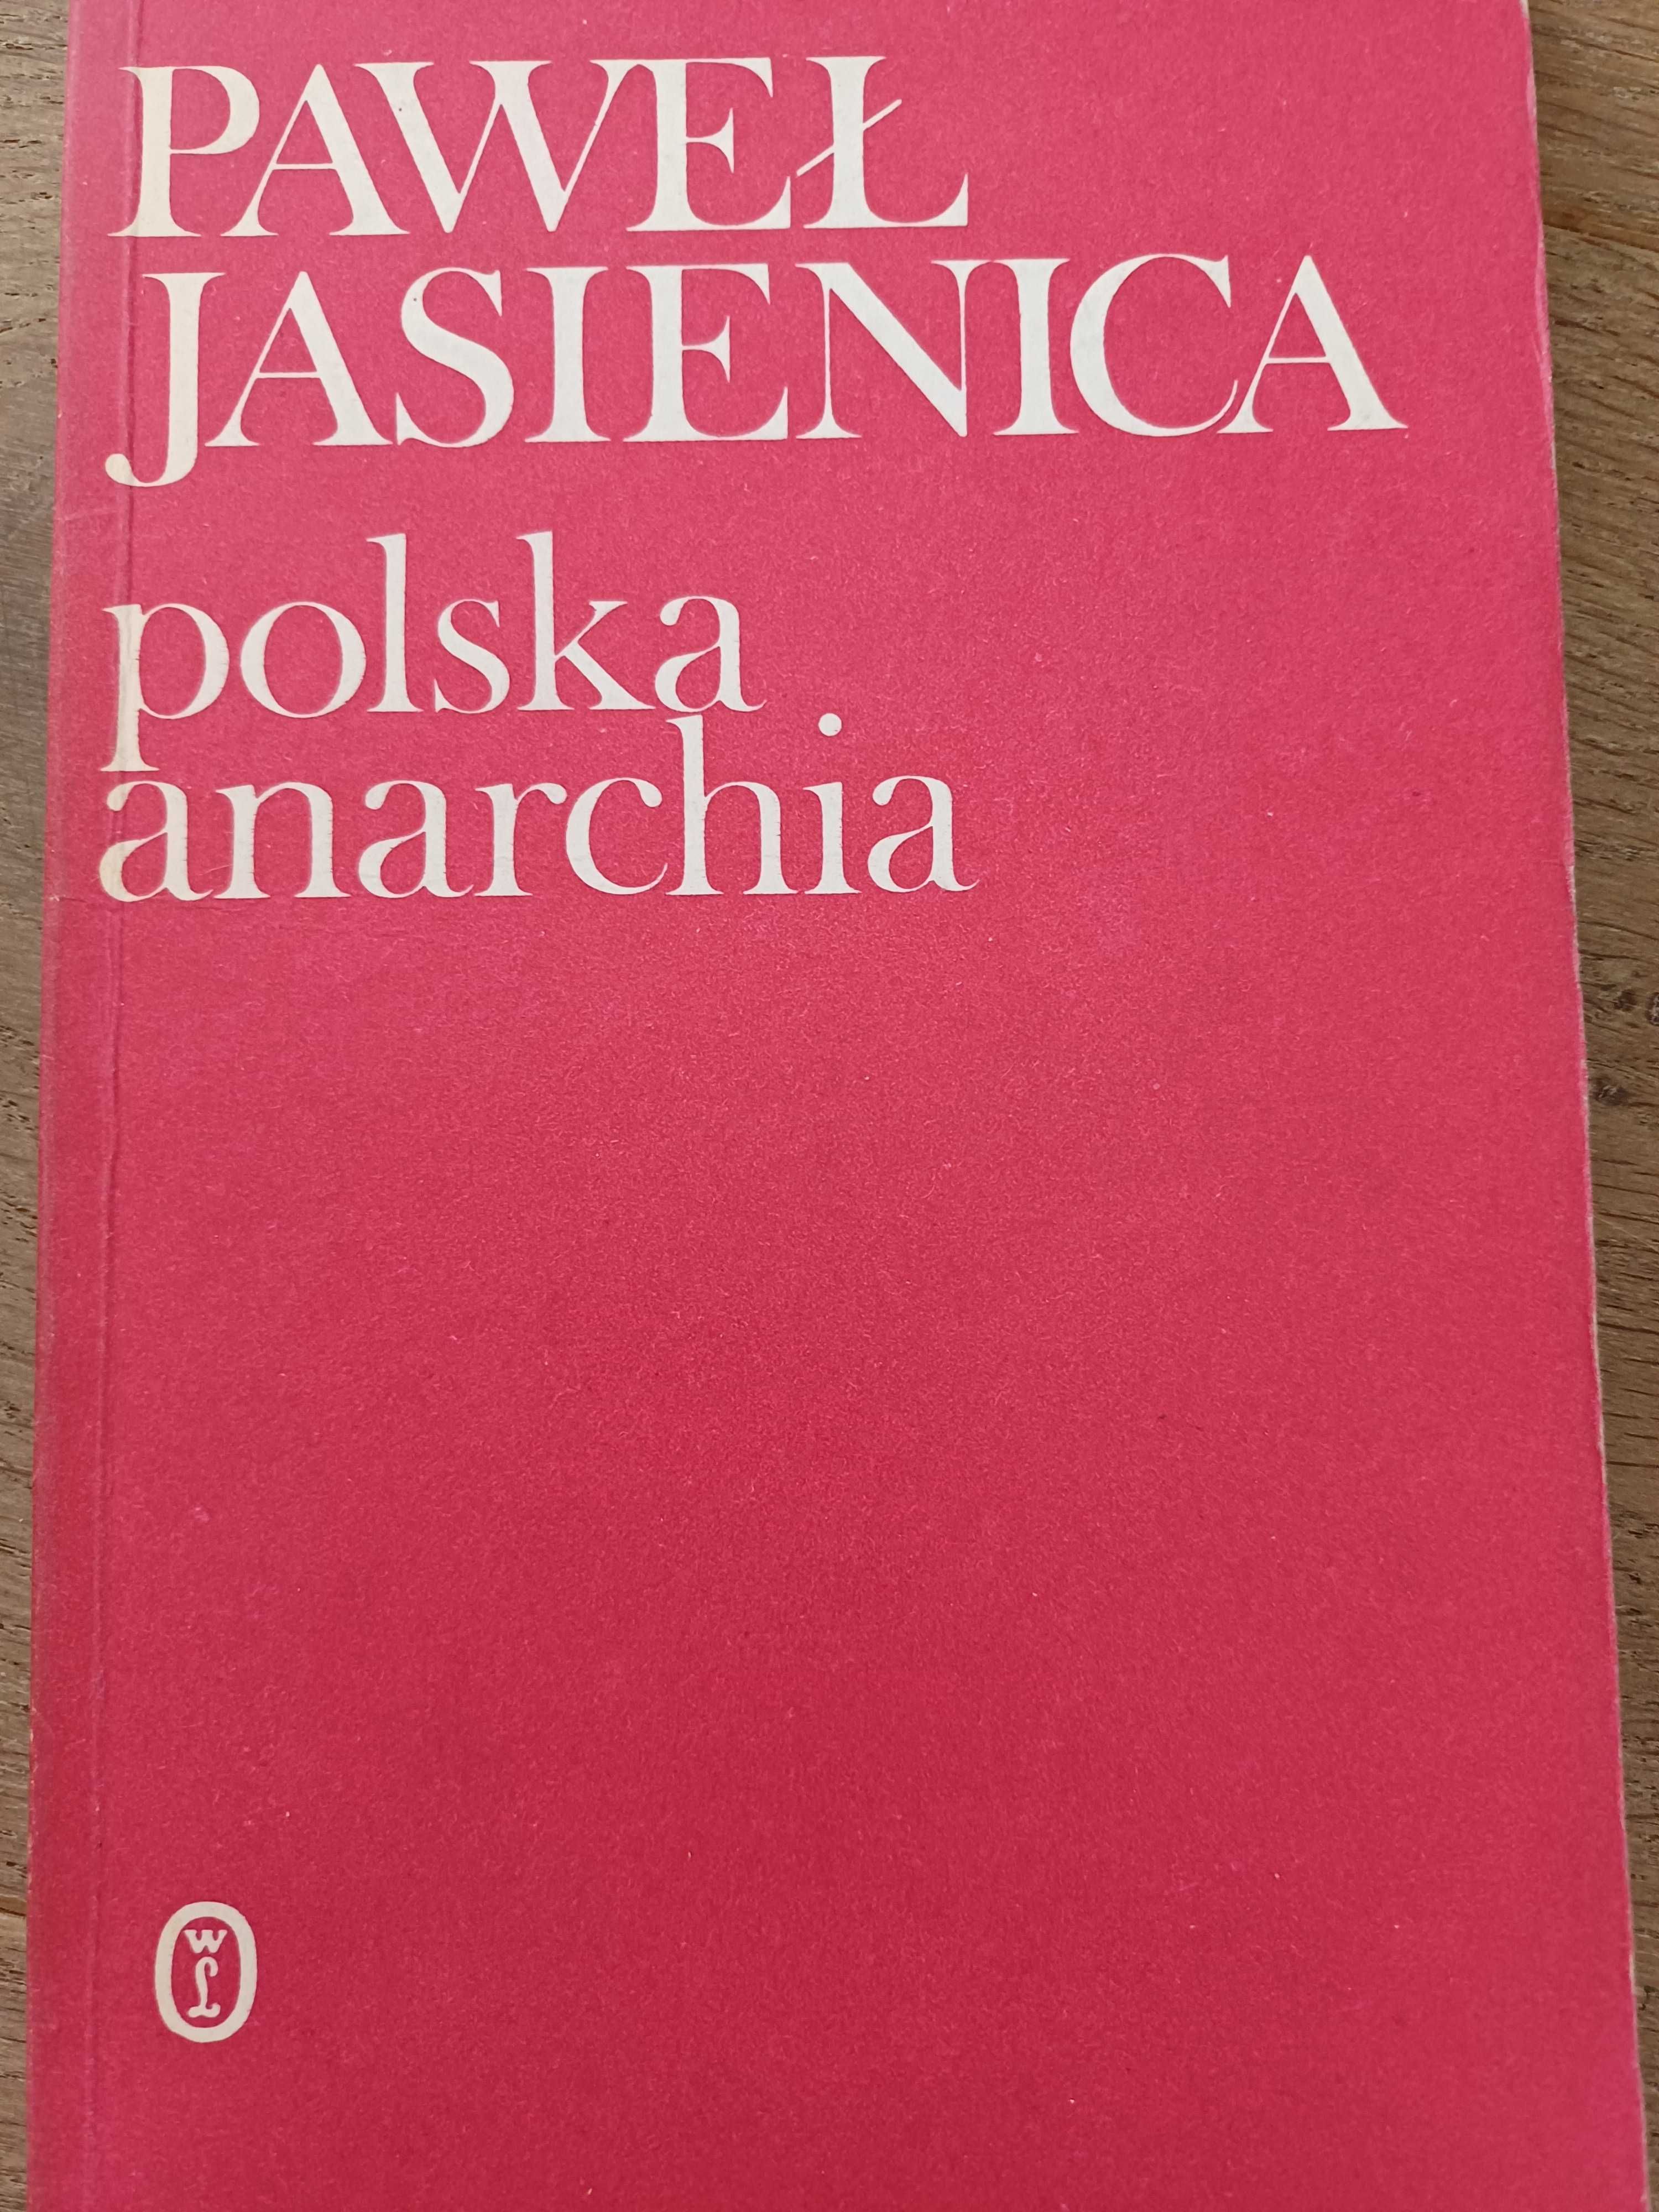 PAWEŁ
JASIENICA
polska
anarchia
W
L